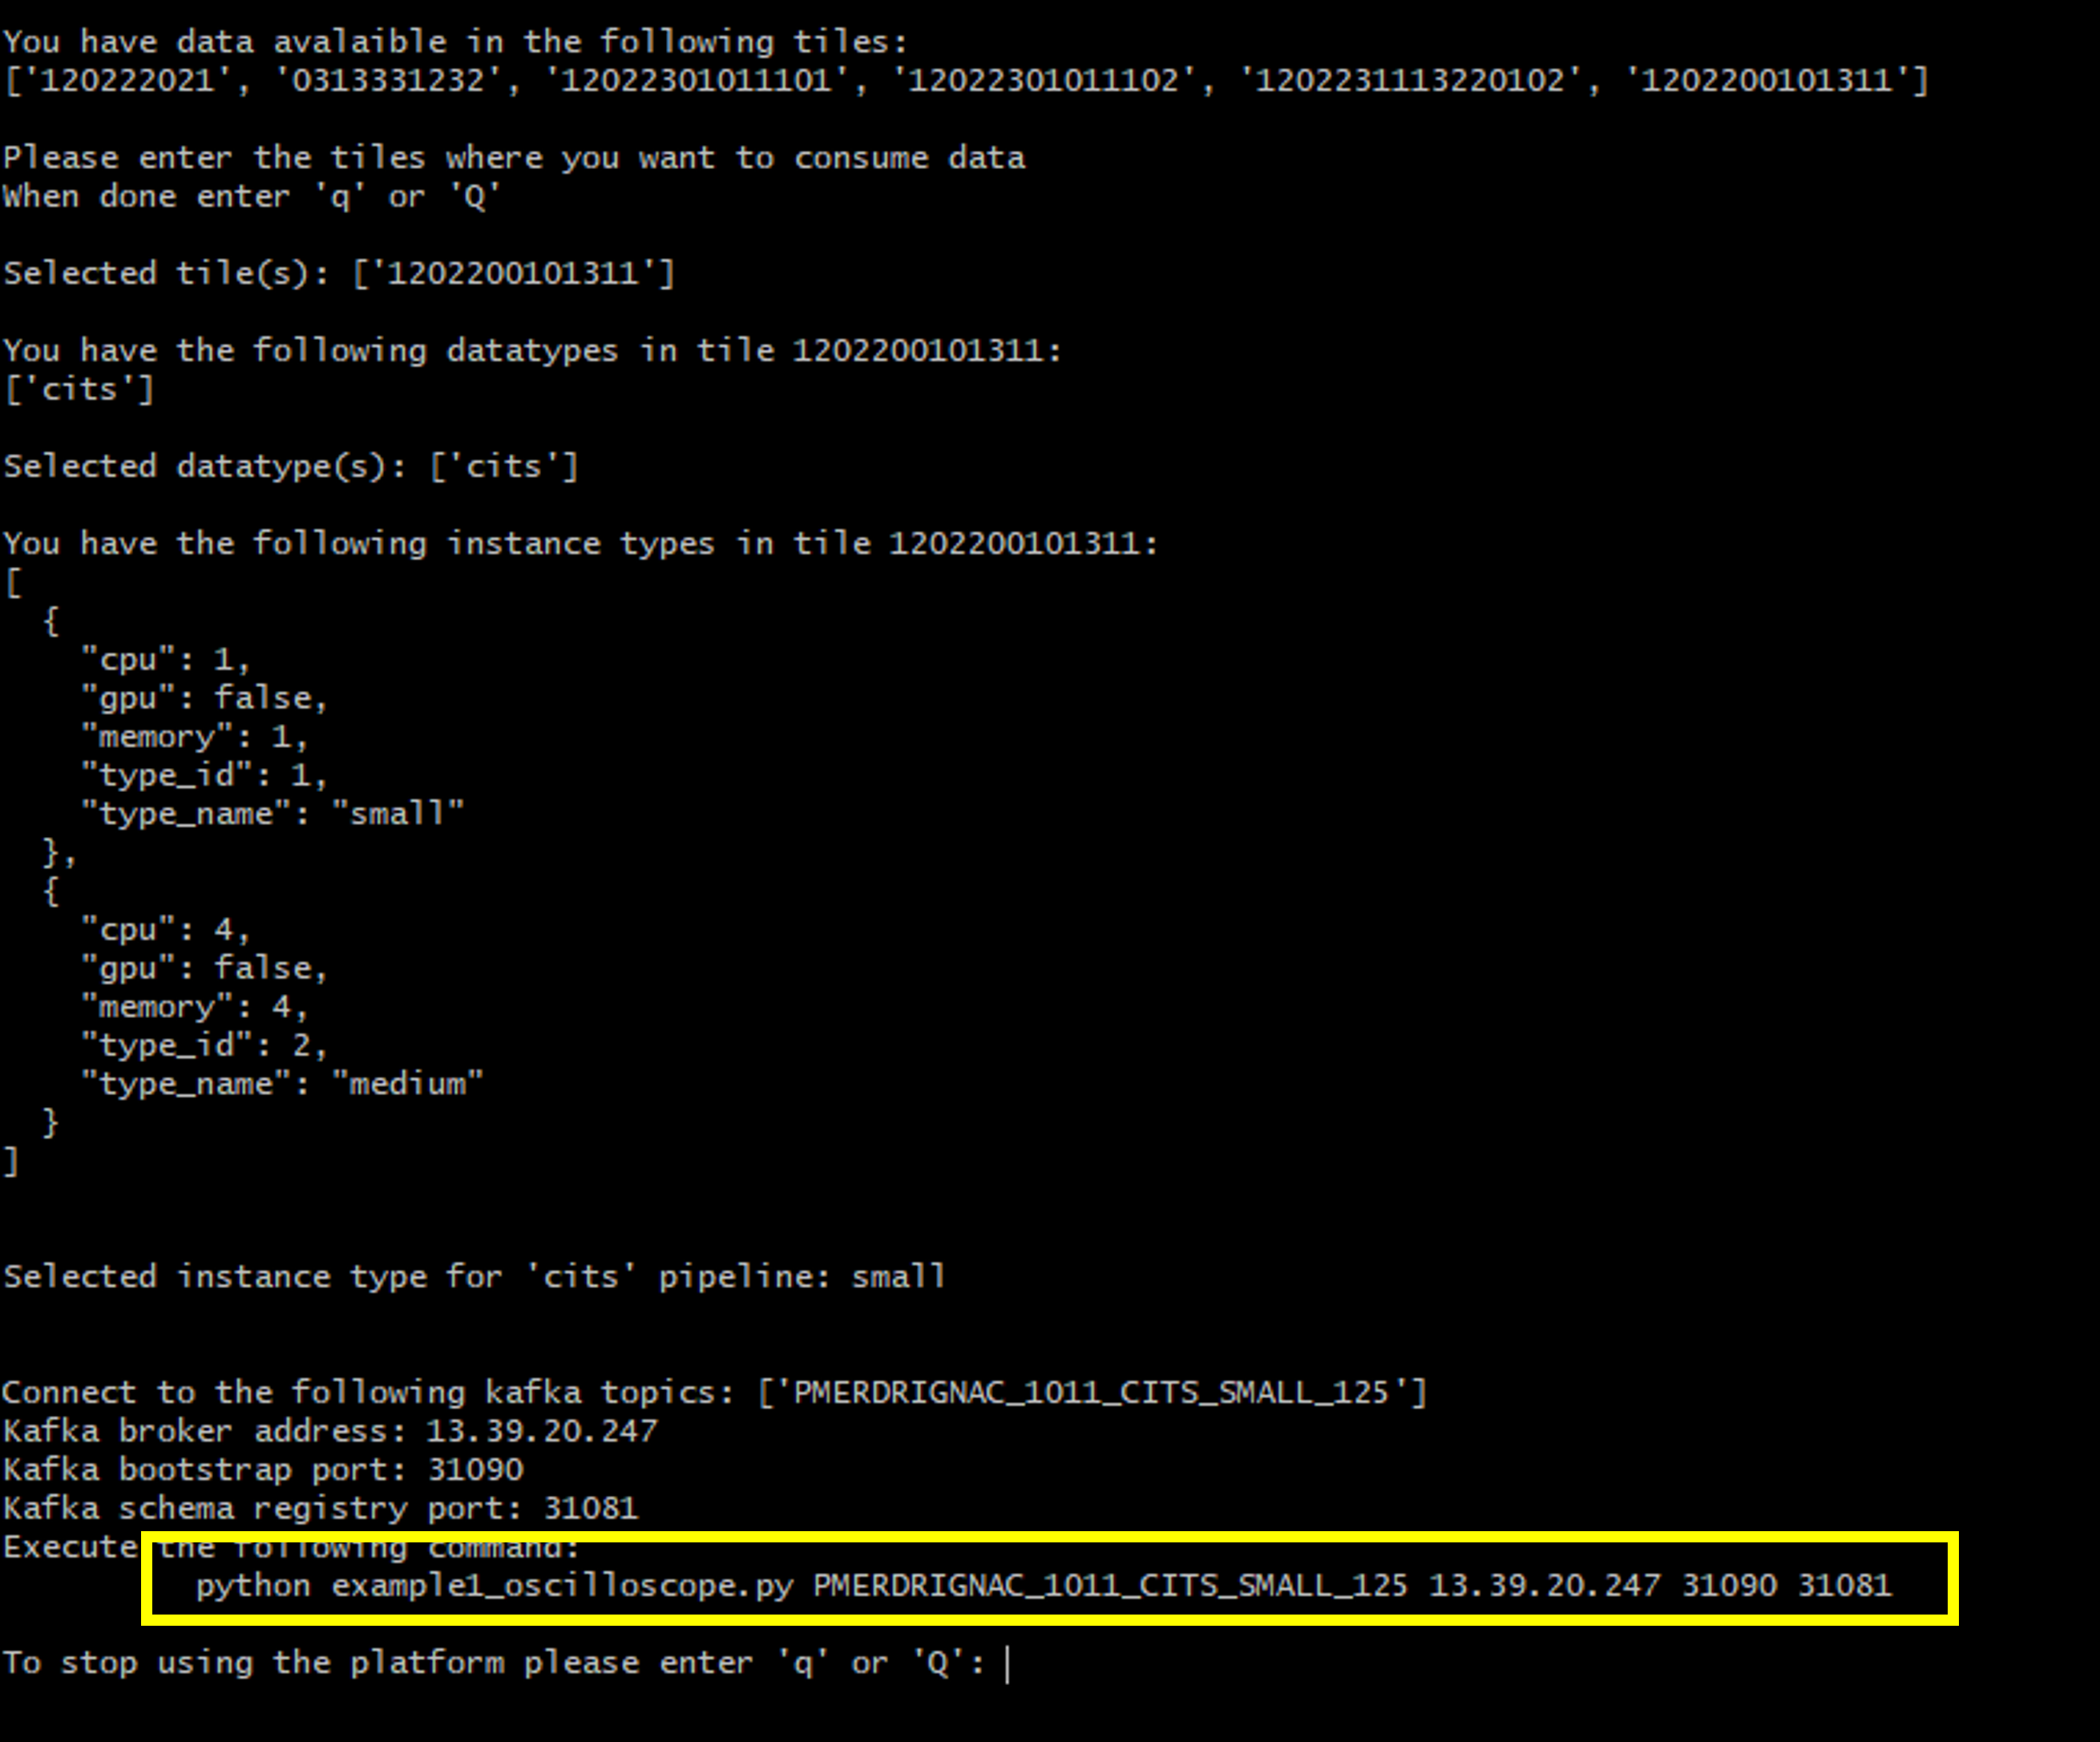 You have data avalaible in the following tiles:
['120222021', '0313331232', '12022301011101', '12022301011102', '1202231113220102', '1202200101311']
Please enter the tiles where you want to consume data
When done enter 'q' or 'Q'
Selected tile(s): ['1202200101311']
You have the following datatypes in tile 1202200101311:
['cits']
Selected datatype(s): ['cits']
You have the following instance types in tile 1202200101311:
[
  {
    "cpu": 1,
    "gpu": false,
    "memory": 1,
    "type_id": 1,
    "type_name": "small"
  },
  {
    "cpu": 4,
    "gpu": false,
    "memory": 4,
    "type_id": 2,
    "type_name": "medium"
  }
]
Selected instance type for 'cits' pipeline: small
Connect to the following kafka topics: ['PMERDRIGNAC_1011_CITS_SMALL_125']
Kafka broker address: 13.39.20.247
Kafka bootstrap port: 31090
Kafka schema registry port: 31081
Execute the following command:
python example1_oscilloscope.py PMERDRIGNAC_1011_CITS_SMALL_125 13.39.20.247 31090 31081
To stop using the platform please enter 'q' or 'Q':